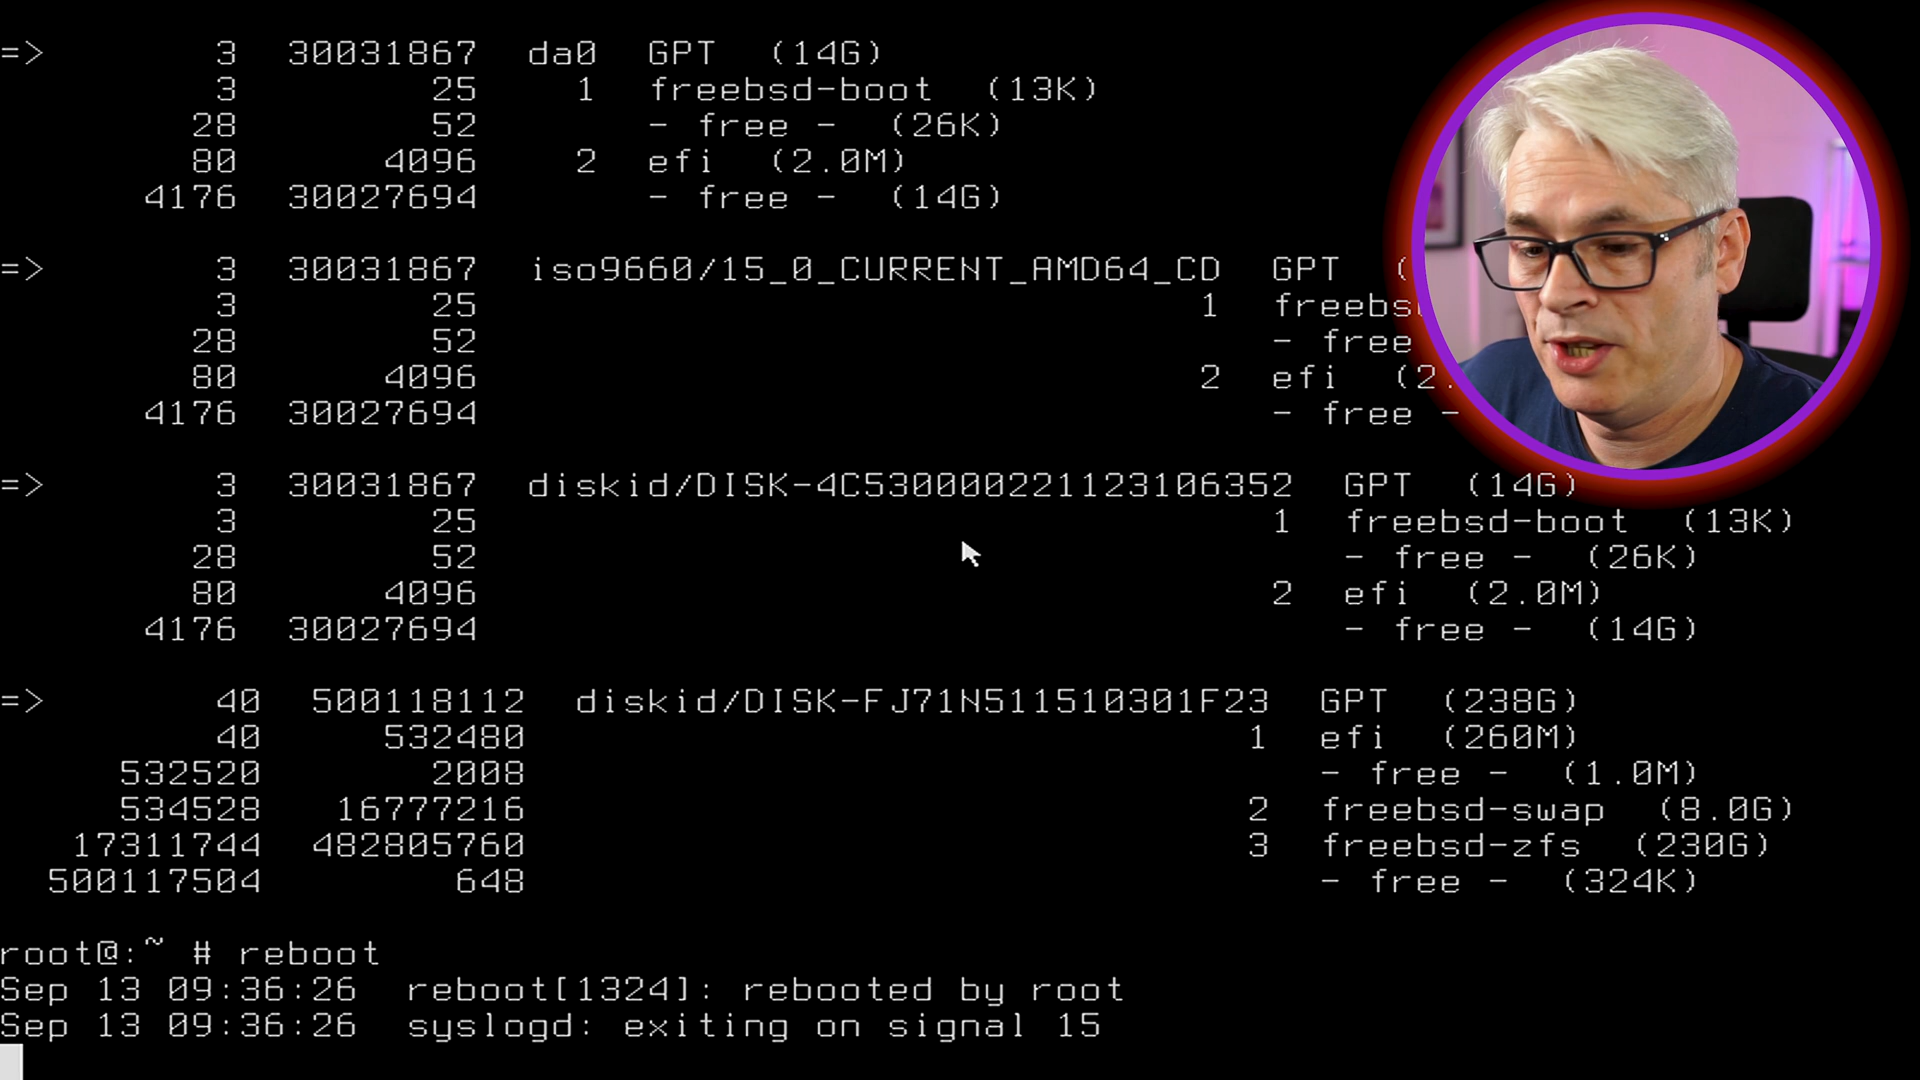 => 3 30031867 da0 GPT (14G)
3 25 1 freebsd-boot (13K)
28 52 - free - (26K)
80 4096 2 efi (2.0M)
4176 30027694 - free - (14G)
=> 3 30031867 iso9660/15_0_CURRENT_AMD64_CD GPT (
3 25 1 freebs
28 52 - free
80 4096 2 efi (2.
4176 30027694 - free -
=> 3 30031867 diskid/DISK-4C530000221123106352 GPT (14G)
3 25 1 freebsd-boot (13K)
28 52 - free - (26K)
80 4096 2 efi (2.0M)
4176 30027694 - free - (14G)
=> 40 500118112 diskid/DISK-FJ71N511510301F23 GPT (238G)
40 532480 1 efi (260M)
532520 2008 - free - (1.0M)
534528 16777216 2 freebsd-swap (8.0G)
17311744 482805760 3 freebsd-zfs (230G)
500117504 648 - free - (324K)
root@:~ # reboot
Sep 13 09:36:26 reboot[1324]: rebooted by root
Sep 13 09:36:26 syslogd: exiting on signal 15